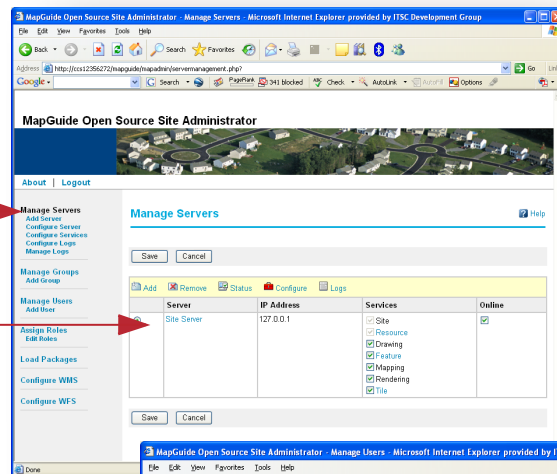 MapGuide Open Source Site Administrator - Manage Servers - Microsoft Internet Explorer provided by ITSC Development Group
File Edit View Favorites Tools Help
Back Search Favorites
Address http://ccs12356272/mapguide/mapadmin/servermanagement.php? Go Lin
Google Search PageRank 341 blocked Check AutoLink AutoFill Options
MapGuide Open Source Site Administrator
About | Logout
Manage Servers
Add Server
Configure Server
Configure Services
Configure Logs
Manage Logs
Manage Groups
Add Group
Manage Users
Add User
Assign Roles
Edit Roles
Load Packages
Configure WMS
Configure WFS
Manage Servers Help
Save Cancel
Add Remove Status Configure Logs
Server IP Address Services Online
Site Server 127.0.0.1 Site
Resource
Drawing
Feature
Mapping
Rendering
Tile
Save Cancel
Done
MapGuide Open Source Site Administrator - Manage Users - Microsoft Internet Explorer provided by
File Edit View Favorites Tools Help